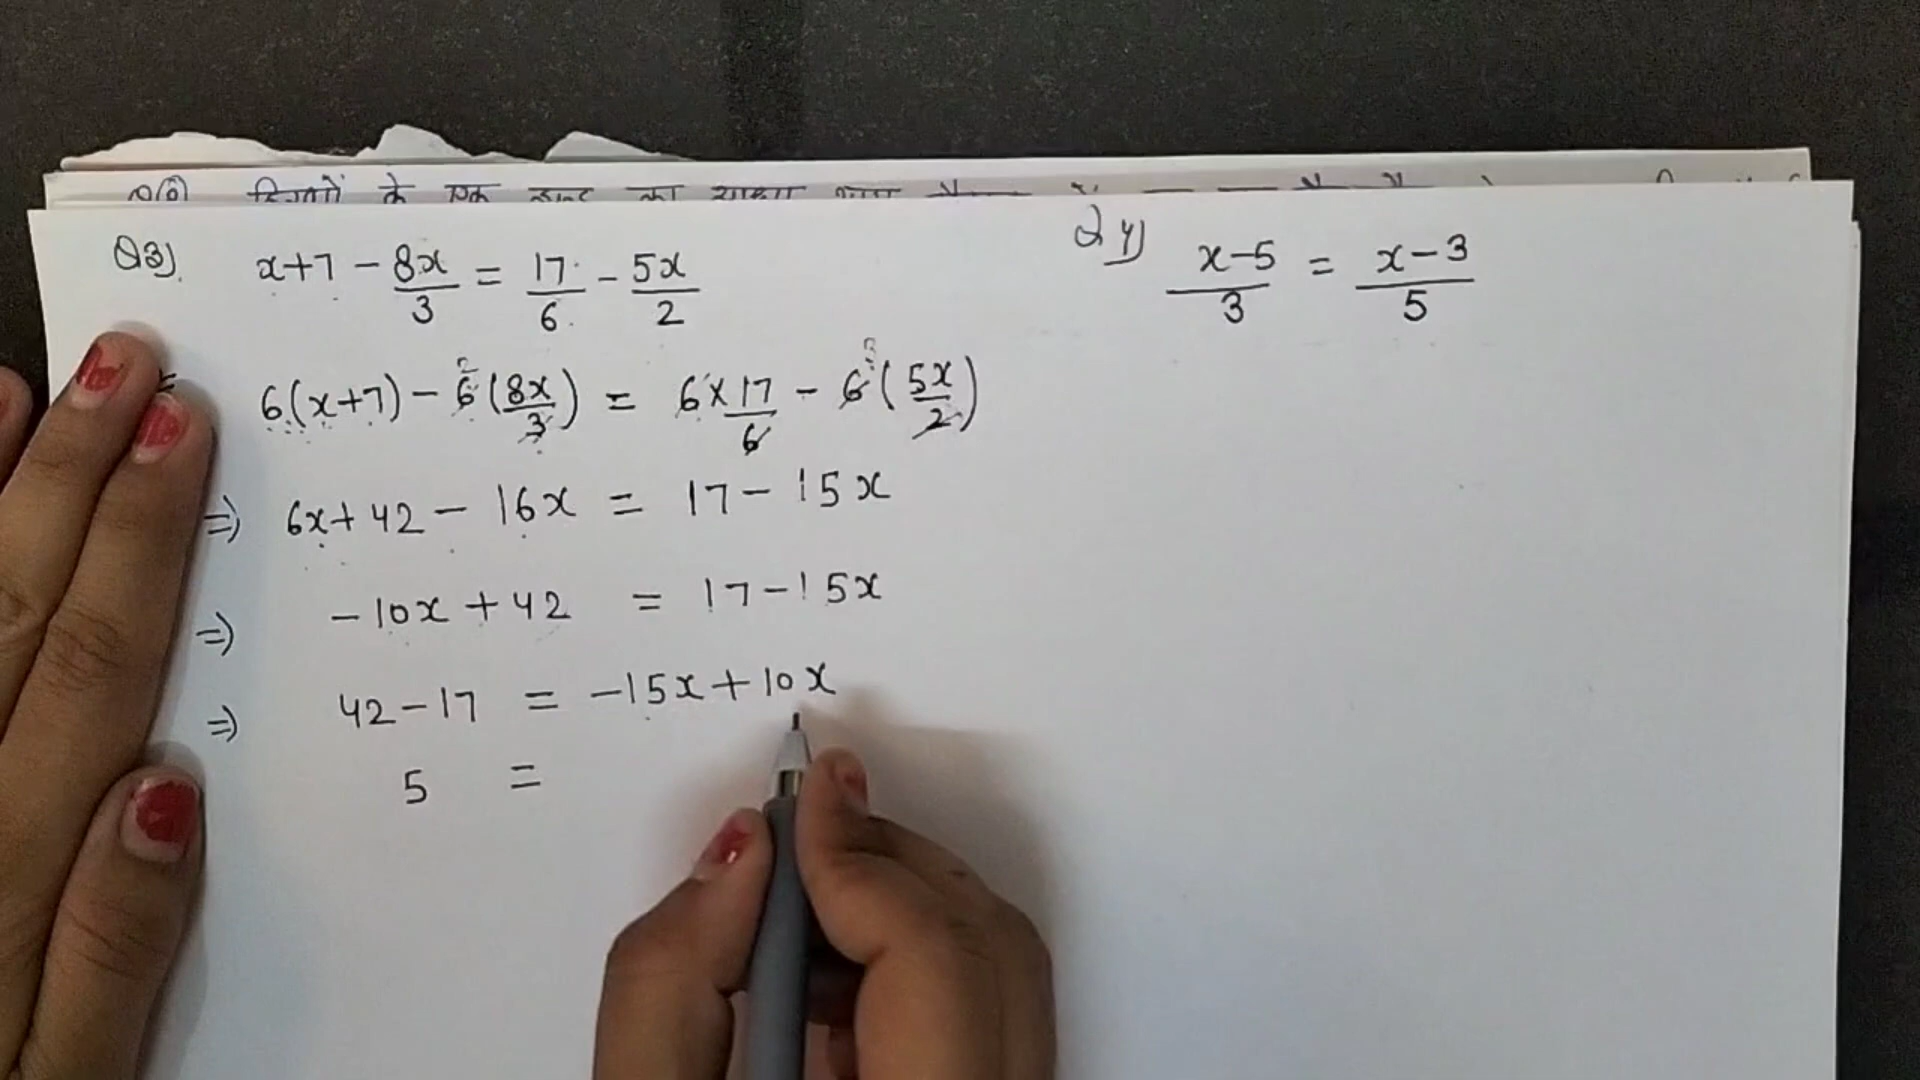 Q3) x+7 - 8x/3 = 17/6 - 5x/2
6(x+7) - 6(8x/3) = 6×17/6 - 6(5x/2)
⇒ 6x+42 - 16x = 17 - 15x
⇒ -10x + 42 = 17 - 15x
⇒ 42 - 17 = -15x + 10x
5 =
Q4) x-5/3 = x-3/5